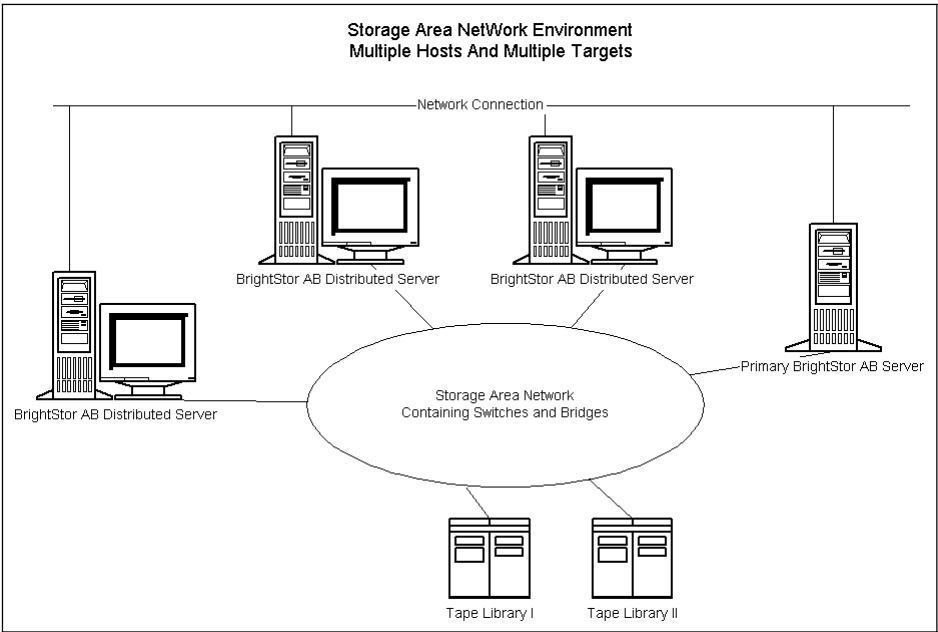 Storage Area NetWork Environment
Multiple Hosts And Multiple Targets
Network Connection
BrightStor AB Distributed Server
BrightStor AB Distributed Server
Primary BrightStor AB Server
BrightStor AB Distributed Server
Storage Area Network
Containing Switches and Bridges
Tape Library I
Tape Library II